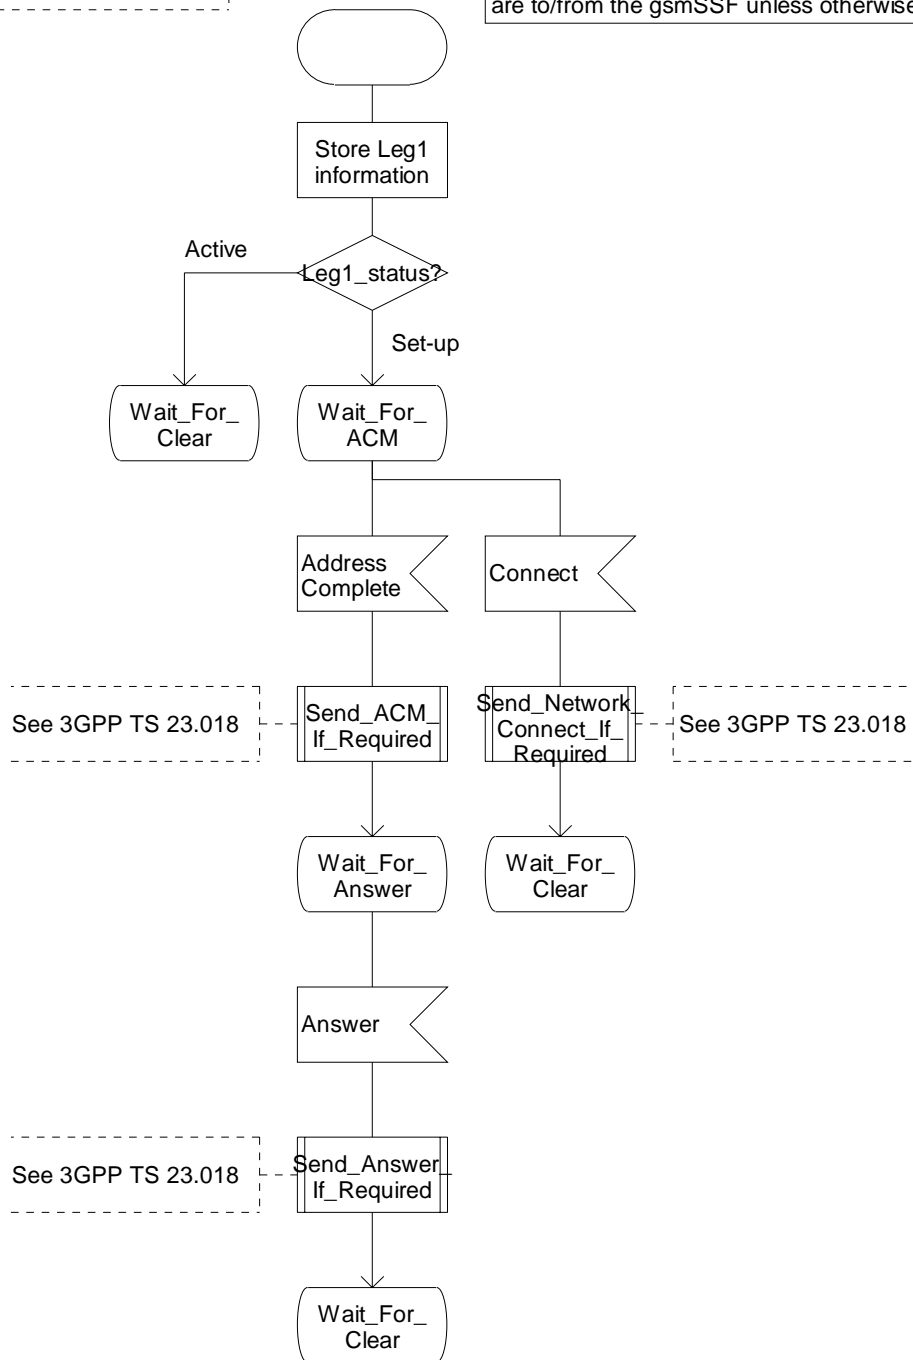 are to/from the gsmSSF unless otherwise
Store Leg1
information
Active
Leg1_status?
Set-up
Wait_For_
Clear
Wait_For_
ACM
Address
Complete
Connect
See 3GPP TS 23.018
Send_ACM_
If_Required
Send_Network_
Connect_If_
Required
See 3GPP TS 23.018
Wait_For_
Answer
Wait_For_
Clear
Answer
See 3GPP TS 23.018
Send_Answer_
If_Required
Wait_For_
Clear